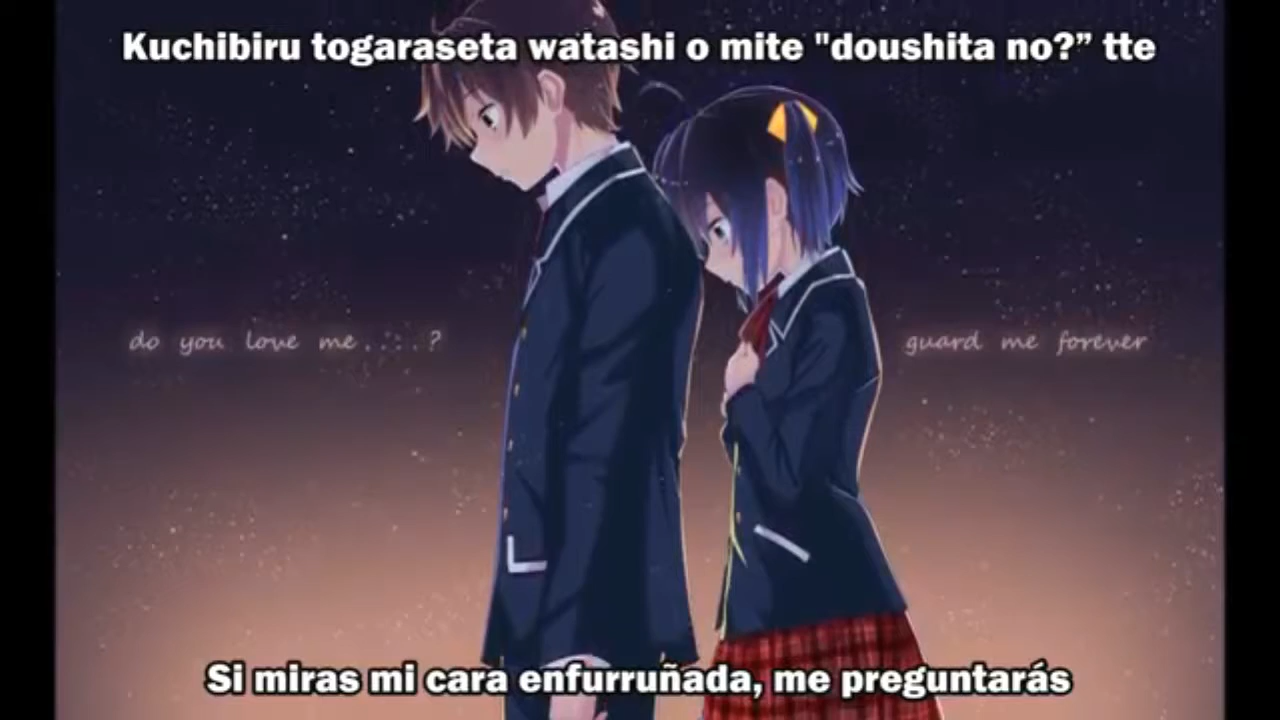 Kuchibiru togaraseta watashi o mite "doushita no?” tte
do you love me . . : . ?
guard me forever
Si miras mi cara enfurruñada, me preguntarás